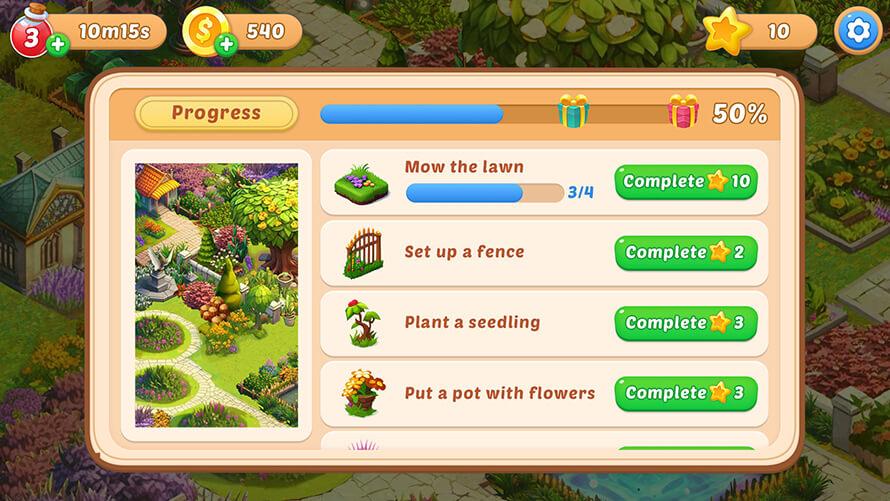 3
10m15s
$
540
10
Progress
50%
Mow the lawn
3/4
Complete 10
Set up a fence
Complete 2
Plant a seedling
Complete 3
Put a pot with flowers
Complete 3